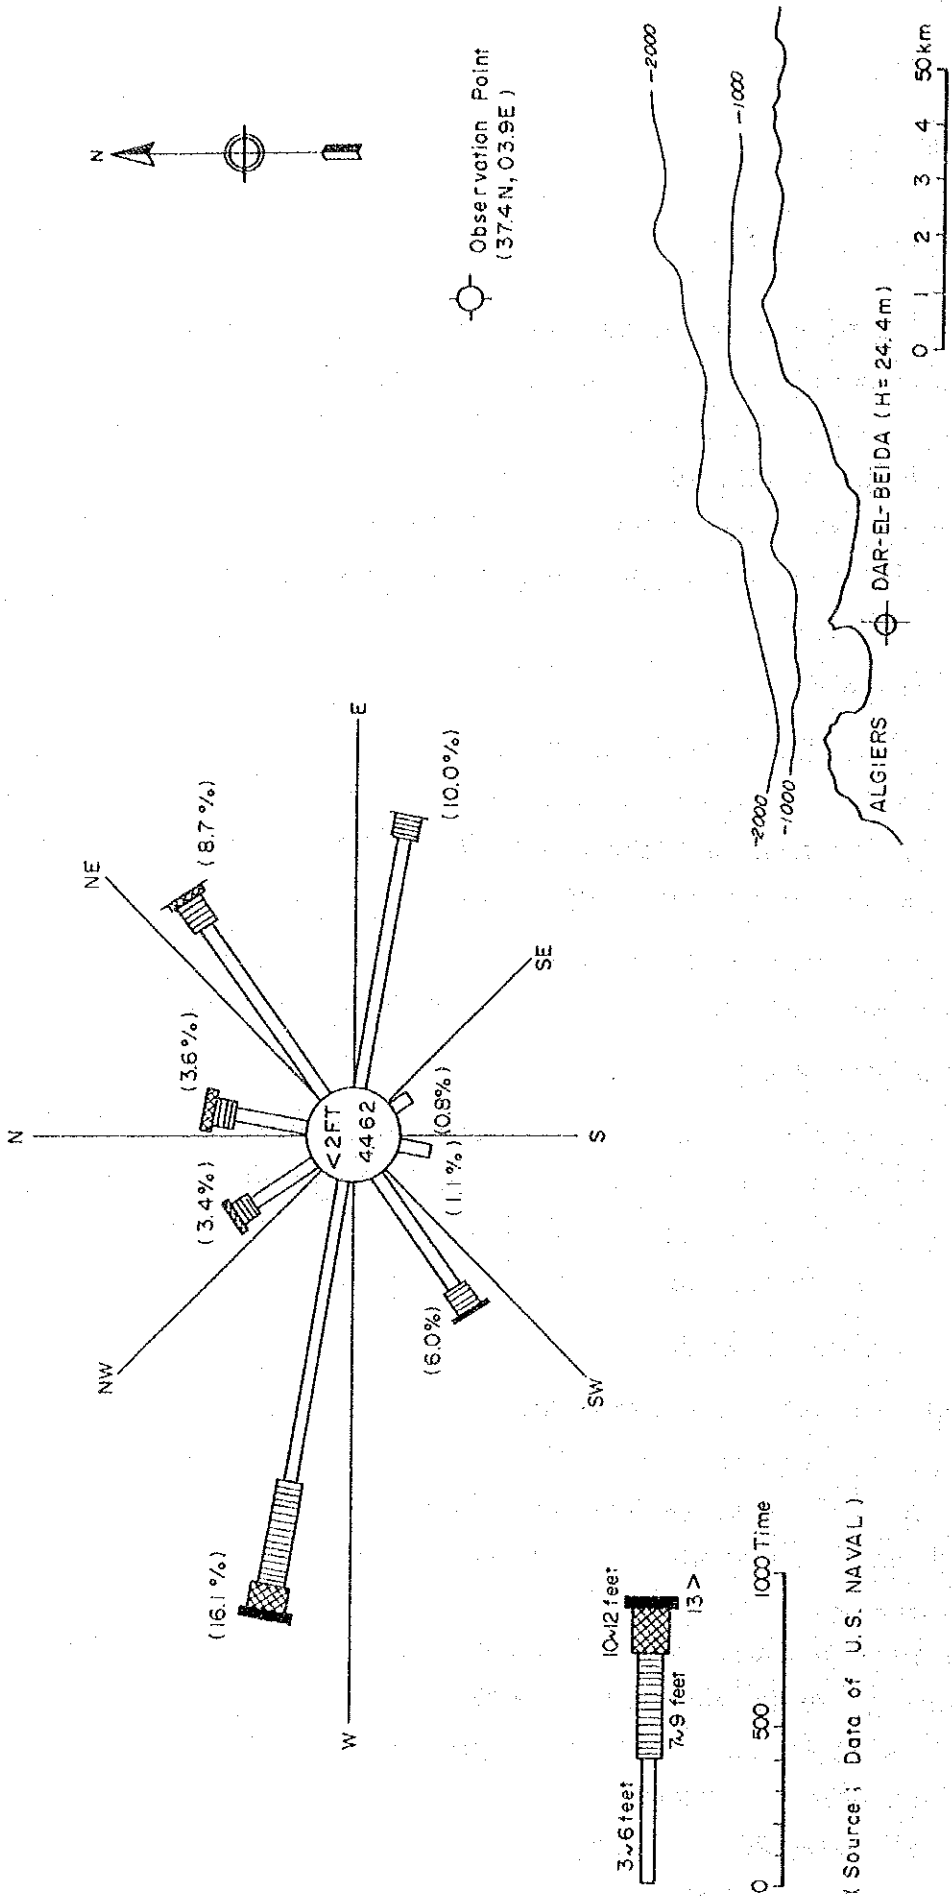 N
NE
E
SE
S
SW
W
NW
(3.4%)
(3.6%)
(8.7%)
(10.0%)
(0.8%)
(1.1%)
(6.0%)
(16.1%)
<2FT
4.462
3~6 feet
7~9 feet
10~12 feet
13>
0 500 1000 Time
(Source; Data of U.S. NAVAL)
N
Observation Point
(37.4N, 03.9E)
-2000
-1000
-2000
-1000
ALGIERS
DAR-EL-BEIDA (H=24.4m)
0 1 2 3 4 50km